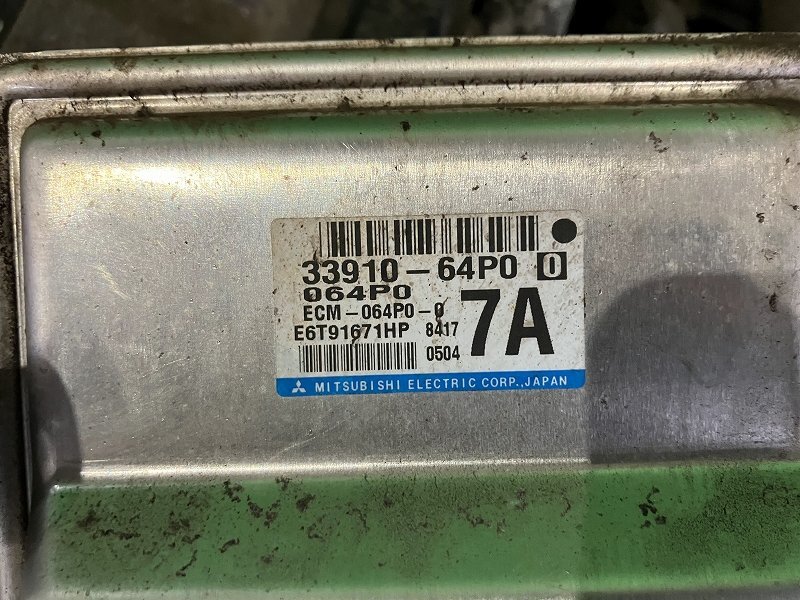 33910-64P0 0
064P0
ECM-064P0-0
E6T91671HP 8417
7A
0504
MITSUBISHI ELECTRIC CORP., JAPAN